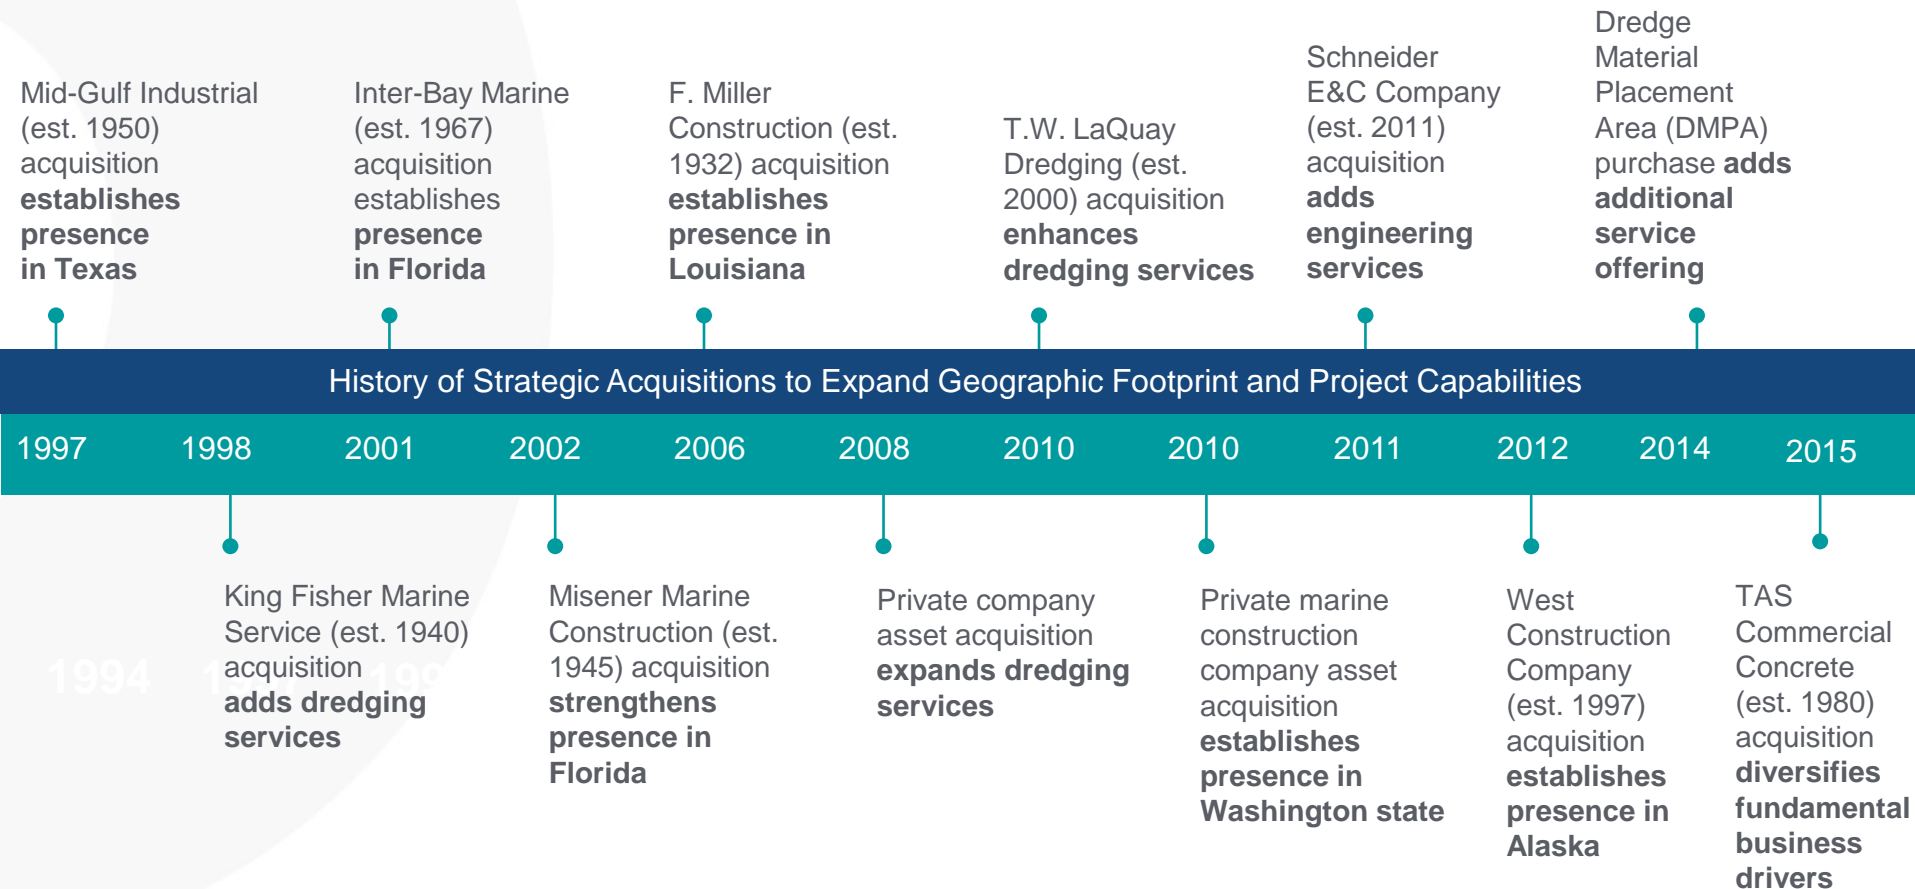 Mid-Gulf Industrial
(est. 1950)
acquisition
establishes
presence
in Texas
Inter-Bay Marine
(est. 1967)
acquisition
establishes
presence
in Florida
F. Miller
Construction (est.
1932) acquisition
establishes
presence in
Louisiana
T.W. LaQuay
Dredging (est.
2000) acquisition
enhances
dredging services
Schneider
E&C Company
(est. 2011)
acquisition
adds
engineering
services
Dredge
Material
Placement
Area (DMPA)
purchase adds
additional
service
offering
History of Strategic Acquisitions to Expand Geographic Footprint and Project Capabilities
1997 1998 2001 2002 2006 2008 2010 2010 2011 2012 2014 2015
King Fisher Marine
Service (est. 1940)
acquisition
adds dredging
services
Misener Marine
Construction (est.
1945) acquisition
strengthens
presence in
Florida
Private company
asset acquisition
expands dredging
services
Private marine
construction
company asset
acquisition
establishes
presence in
Washington state
West
Construction
Company
(est. 1997)
acquisition
establishes
presence in
Alaska
TAS
Commercial
Concrete
(est. 1980)
acquisition
diversifies
fundamental
business
drivers
1994